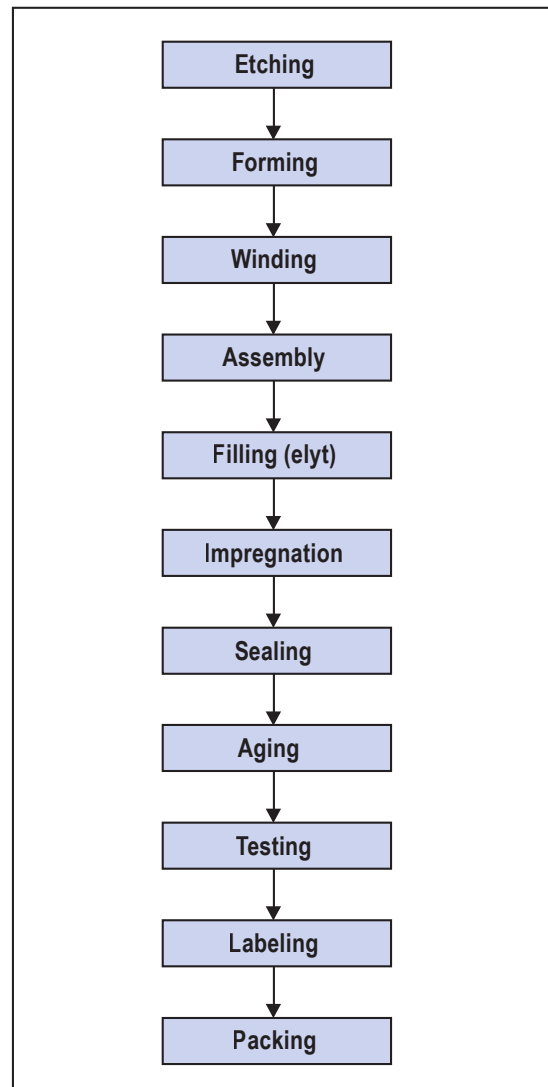 Etching
Forming
Winding
Assembly
Filling (elyt)
Impregnation
Sealing
Aging
Testing
Labeling
Packing